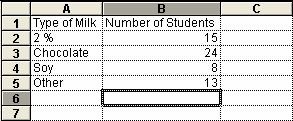 A B C
1 Type of Milk Number of Students
2 2 % 15
3 Chocolate 24
4 Soy 8
5 Other 13
6
7